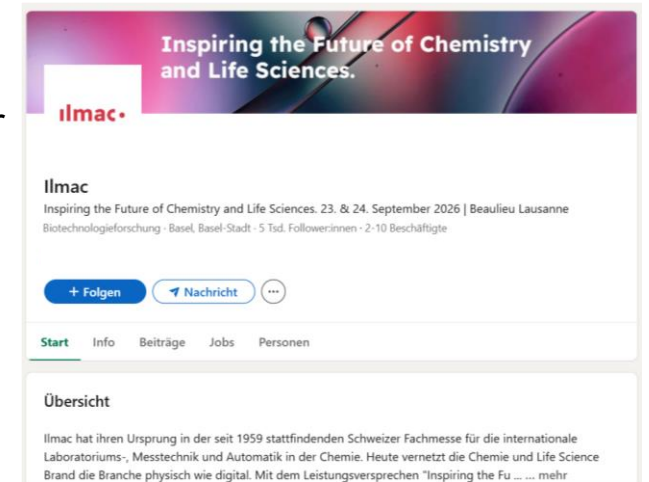 Inspiring the Future of Chemistry
and Life Sciences.
ılmac.
Ilmac
Inspiring the Future of Chemistry and Life Sciences. 23. & 24. September 2026 | Beaulieu Lausanne
Biotechnologieforschung · Basel, Basel-Stadt · 5 Tsd. Follower:innen · 2-10 Beschäftigte
+ Folgen Nachricht ...
Start Info Beiträge Jobs Personen
Übersicht
Ilmac hat ihren Ursprung in der seit 1959 stattfindenden Schweizer Fachmesse für die internationale
Laboratoriums-, Messtechnik und Automatik in der Chemie. Heute vernetzt die Chemie und Life Science
Brand die Branche physisch wie digital. Mit dem Leistungsversprechen "Inspiring the Fu ... ... mehr